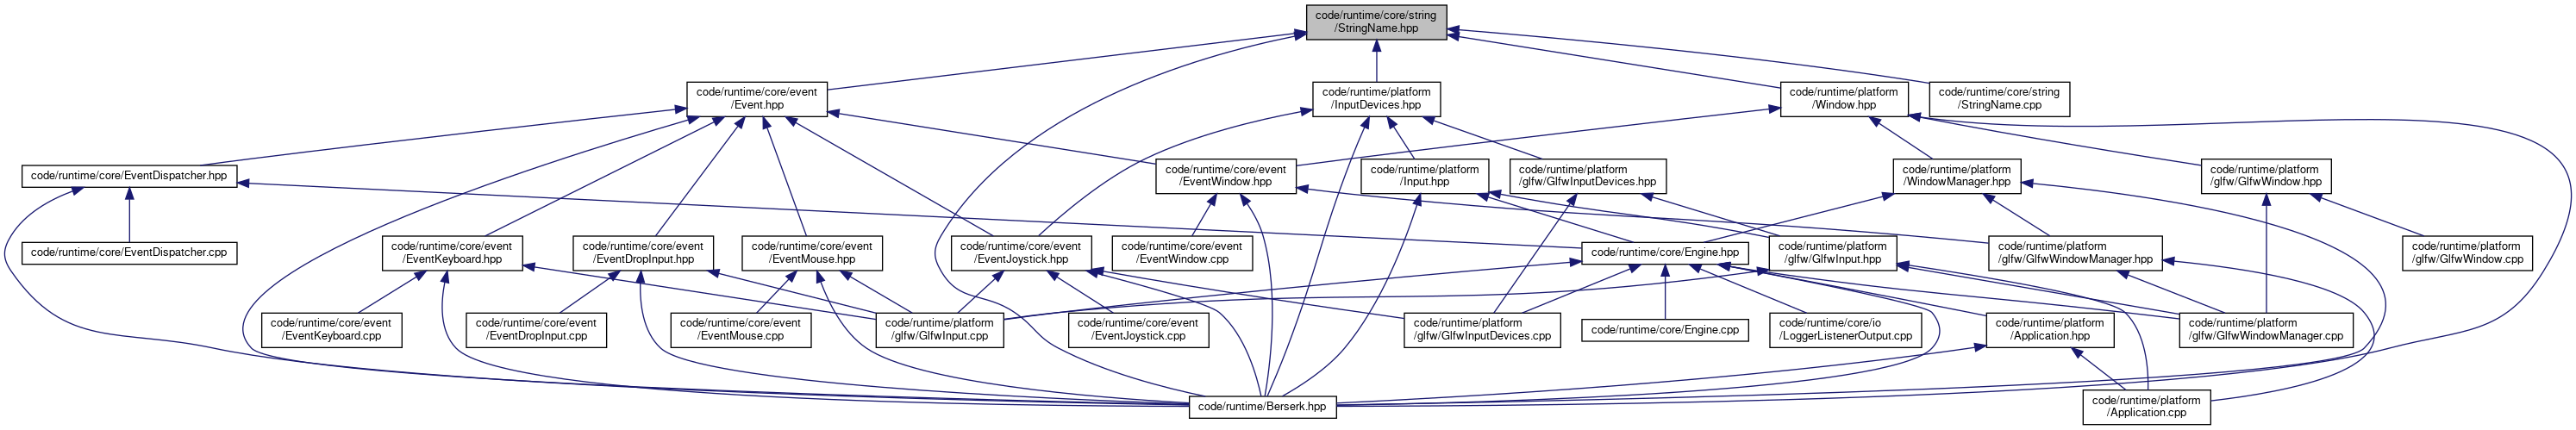 code/runtime/core/string
/StringName.hpp
code/runtime/core/event
/Event.hpp
code/runtime/platform
/InputDevices.hpp
code/runtime/platform
/Window.hpp
code/runtime/core/string
/StringName.cpp
code/runtime/core/EventDispatcher.hpp
code/runtime/core/event
/EventWindow.hpp
code/runtime/platform
/Input.hpp
code/runtime/platform
/glfw/GlfwInputDevices.hpp
code/runtime/platform
/WindowManager.hpp
code/runtime/platform
/glfw/GlfwWindow.hpp
code/runtime/core/EventDispatcher.cpp
code/runtime/core/event
/EventKeyboard.hpp
code/runtime/core/event
/EventDropInput.hpp
code/runtime/core/event
/EventMouse.hpp
code/runtime/core/event
/EventJoystick.hpp
code/runtime/core/event
/EventWindow.cpp
code/runtime/core/Engine.hpp
code/runtime/platform
/glfw/GlfwInput.hpp
code/runtime/platform
/glfw/GlfwWindowManager.hpp
code/runtime/platform
/glfw/GlfwWindow.cpp
code/runtime/core/event
/EventKeyboard.cpp
code/runtime/core/event
/EventDropInput.cpp
code/runtime/core/event
/EventMouse.cpp
code/runtime/platform
/glfw/GlfwInput.cpp
code/runtime/core/event
/EventJoystick.cpp
code/runtime/platform
/glfw/GlfwInputDevices.cpp
code/runtime/core/Engine.cpp
code/runtime/core/io
/LoggerListenerOutput.cpp
code/runtime/platform
/Application.hpp
code/runtime/platform
/glfw/GlfwWindowManager.cpp
code/runtime/Berserk.hpp
code/runtime/platform
/Application.cpp